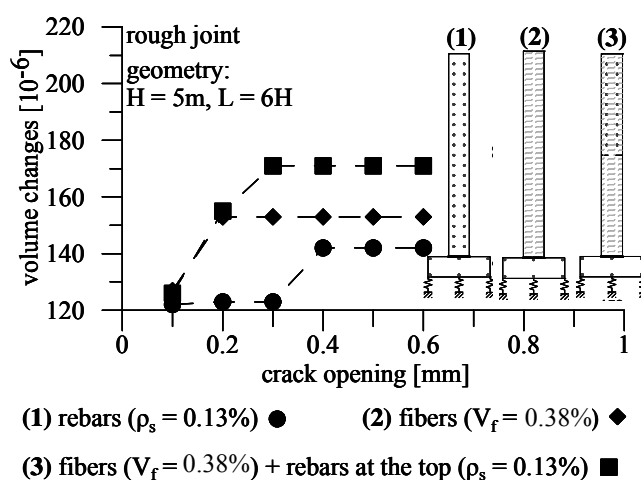 220
200
180
160
140
120
volume changes [10⁻⁶]
rough joint
geometry:
H = 5m, L = 6H
(1) (2) (3)
0 0.2 0.4 0.6 0.8 1
crack opening [mm]
(1) rebars (ρs = 0.13%) ● (2) fibers (Vf = 0.38%) ◆
(3) fibers (Vf = 0.38%) + rebars at the top (ρs = 0.13%) ■